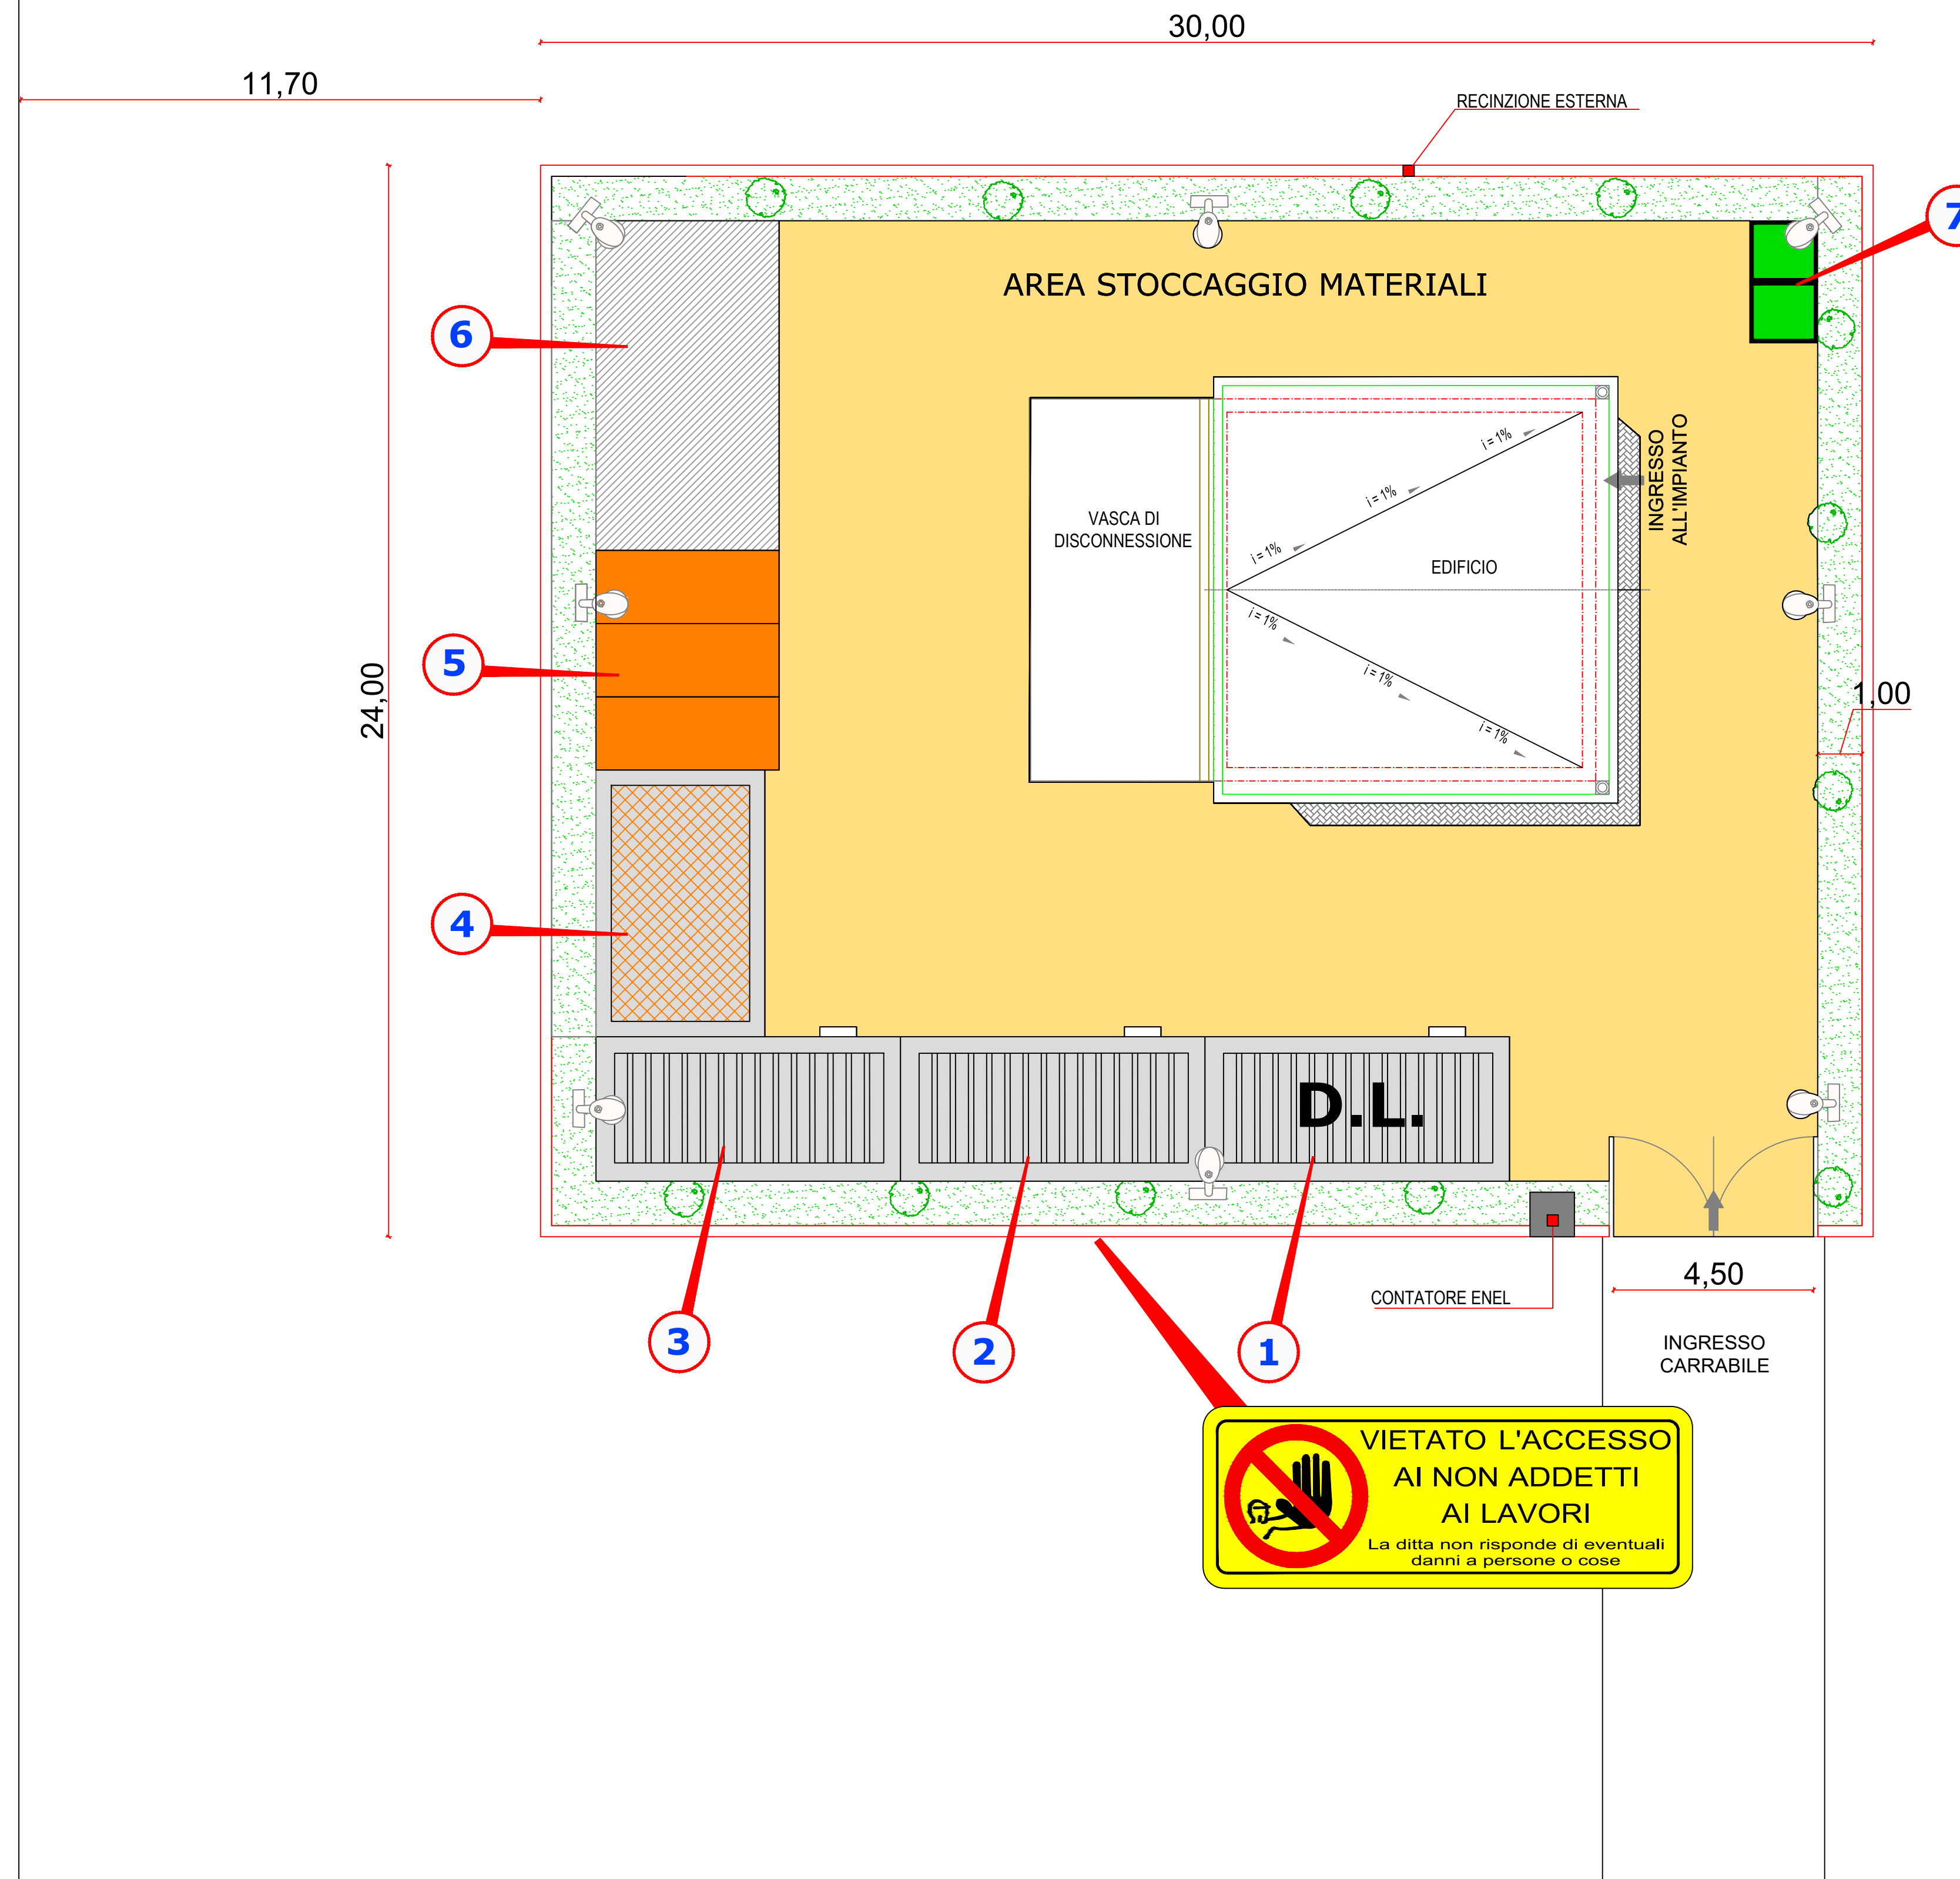 30,00
11,70
RECINZIONE ESTERNA
7
AREA STOCCAGGIO MATERIALI
6
INGRESSO
ALL'IMPIANTO
i = 1%
i = 1%
i = 1%
VASCA DI
DISCONNESSIONE
EDIFICIO
i = 1%
i = 1%
i = 1%
5
24,00
1,00
4
D.L.
3
2
1
CONTATORE ENEL
4,50
INGRESSO
CARRABILE
VIETATO L'ACCESSO
AI NON ADDETTI
AI LAVORI
La ditta non risponde di eventuali
danni a persone o cose